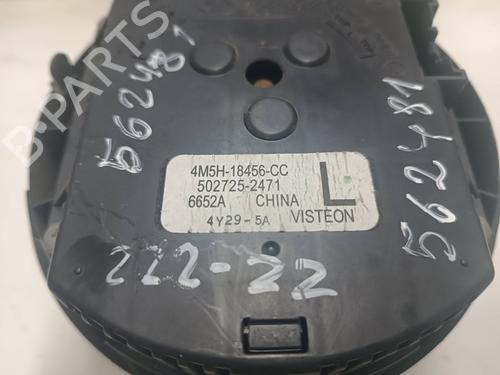 B-PARTS
562481
562481
4M5H-18456-CC
502725-2471
6652A CHINA
4Y29-5A VISTEON
L
222-22